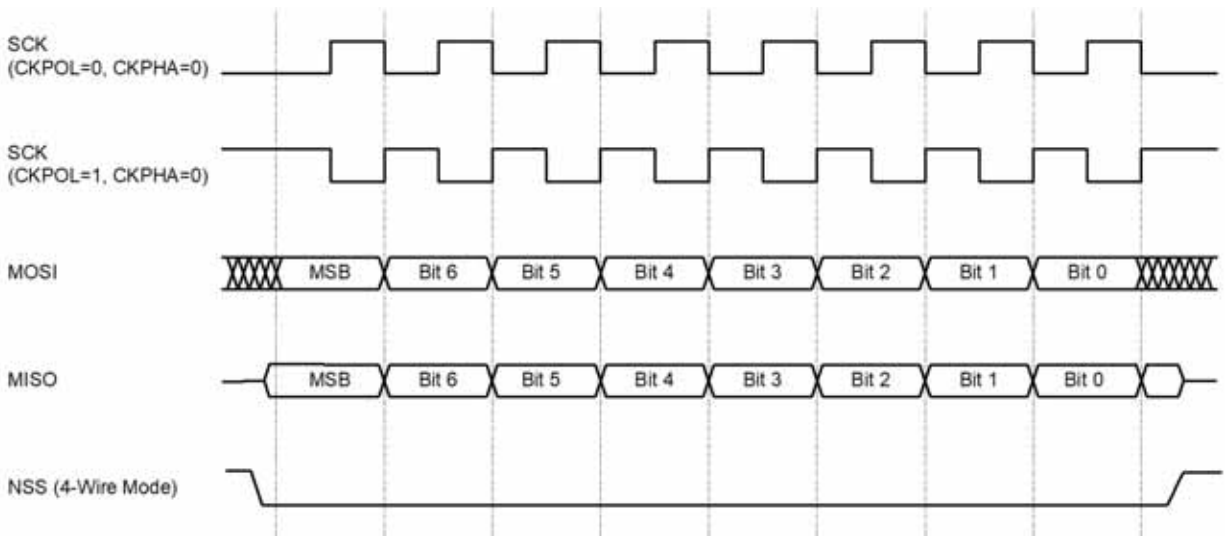 SCK
(CKPOL=0, CKPHA=0)
SCK
(CKPOL=1, CKPHA=0)
MOSI MSB Bit 6 Bit 5 Bit 4 Bit 3 Bit 2 Bit 1 Bit 0
MISO MSB Bit 6 Bit 5 Bit 4 Bit 3 Bit 2 Bit 1 Bit 0
NSS (4-Wire Mode)